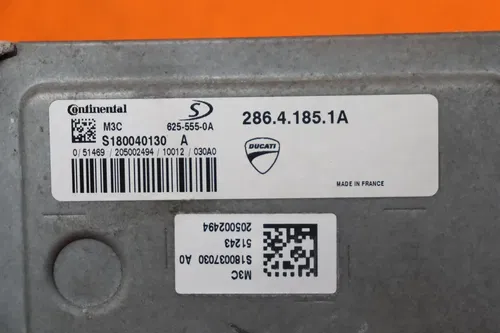 Continental
M3C 625-555-0A
S180040130 A
0/51469/205002494/10012/030A0
286.4.185.1A
DUCATI
MADE IN FRANCE
M3C
S180037030 A0
51243
205002494